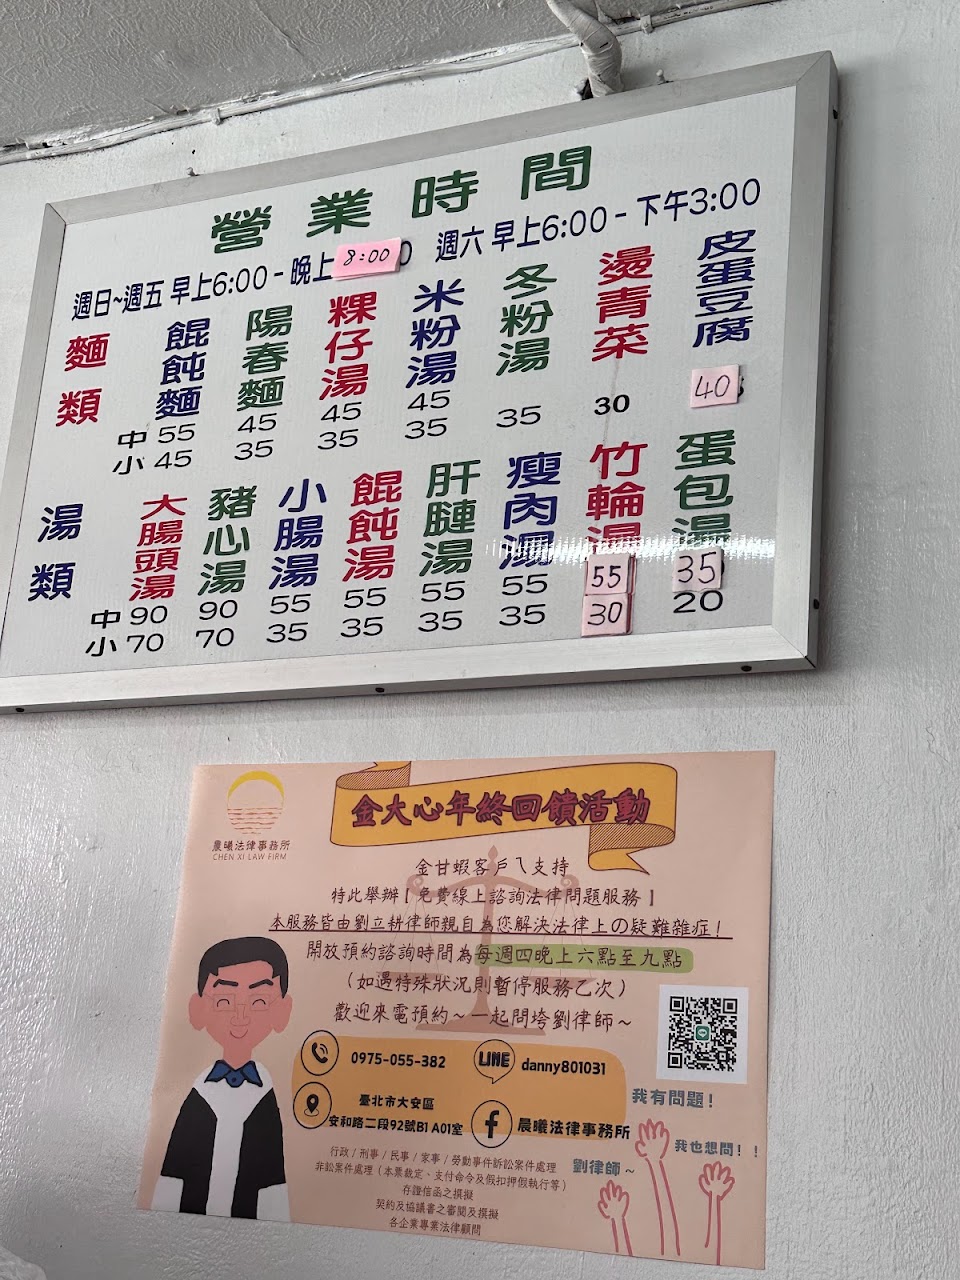 營業時間
週日~週五 早上6:00 - 晚上8:00 週六 早上6:00 - 下午3:00
麵類
餛飩麵 中 55 小 45
陽春麵 45 35
粿仔湯 45 35
米粉湯 45 35
冬粉湯 35
燙青菜 30
皮蛋豆腐 40
湯類
大腸頭湯 中 90 小 70
豬心湯 90 70
小腸湯 55 35
餛飩湯 55 35
肝腱湯 55 35
瘦肉湯 55 35
竹輪湯 55 30
蛋包湯 35 20
晨曦法律事務所
CHEN XI LAW FIRM
金大心年終回饋活動
金甘蝦客戶ㄟ支持
特此舉辦【免費線上諮詢法律問題服務】
本服務皆由劉立耕律師親自為您解決法律上の疑難雜症!
開放預約諮詢時間為每週四晚上六點至九點
(如遇特殊狀況則暫停服務乙次)
歡迎來電預約~一起問垮劉律師~
0975-055-382
LINE danny801031
臺北市大安區
安和路二段92號B1 A01室
晨曦法律事務所
行政 / 刑事 / 民事 / 家事 / 勞動事件訴訟案件處理
非訟案件處理(本票裁定、支付命令及假扣押假執行等)
存證信函之撰擬
契約及協議書之審閱及撰擬
各企業專業法律顧問
我有問題!
我也想問!!
劉律師~